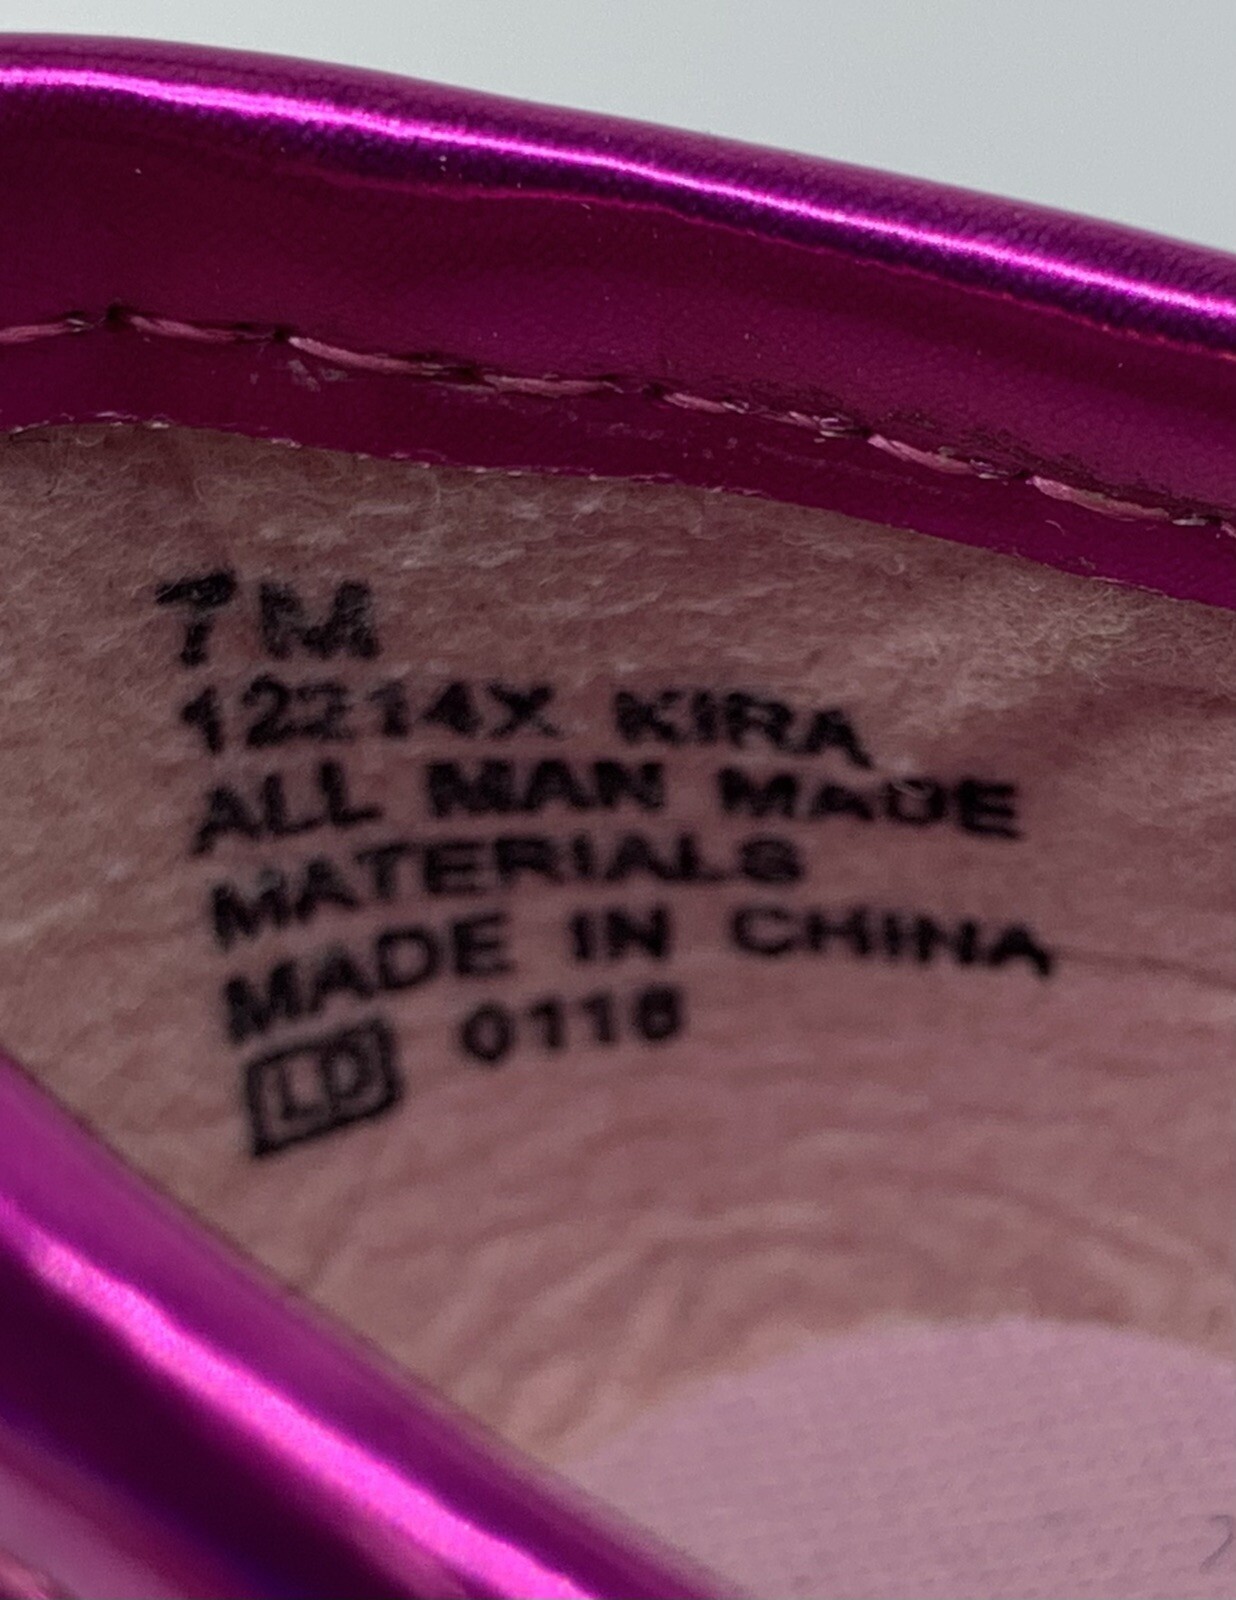 7M
12214X KIRA
ALL MAN MADE
MATERIALS
MADE IN CHINA
LD 0118